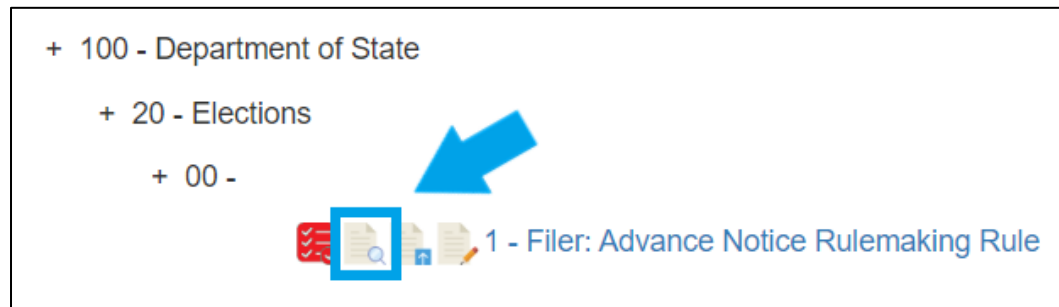 + 100 - Department of State
+ 20 - Elections
+ 00 -
1 - Filer: Advance Notice Rulemaking Rule